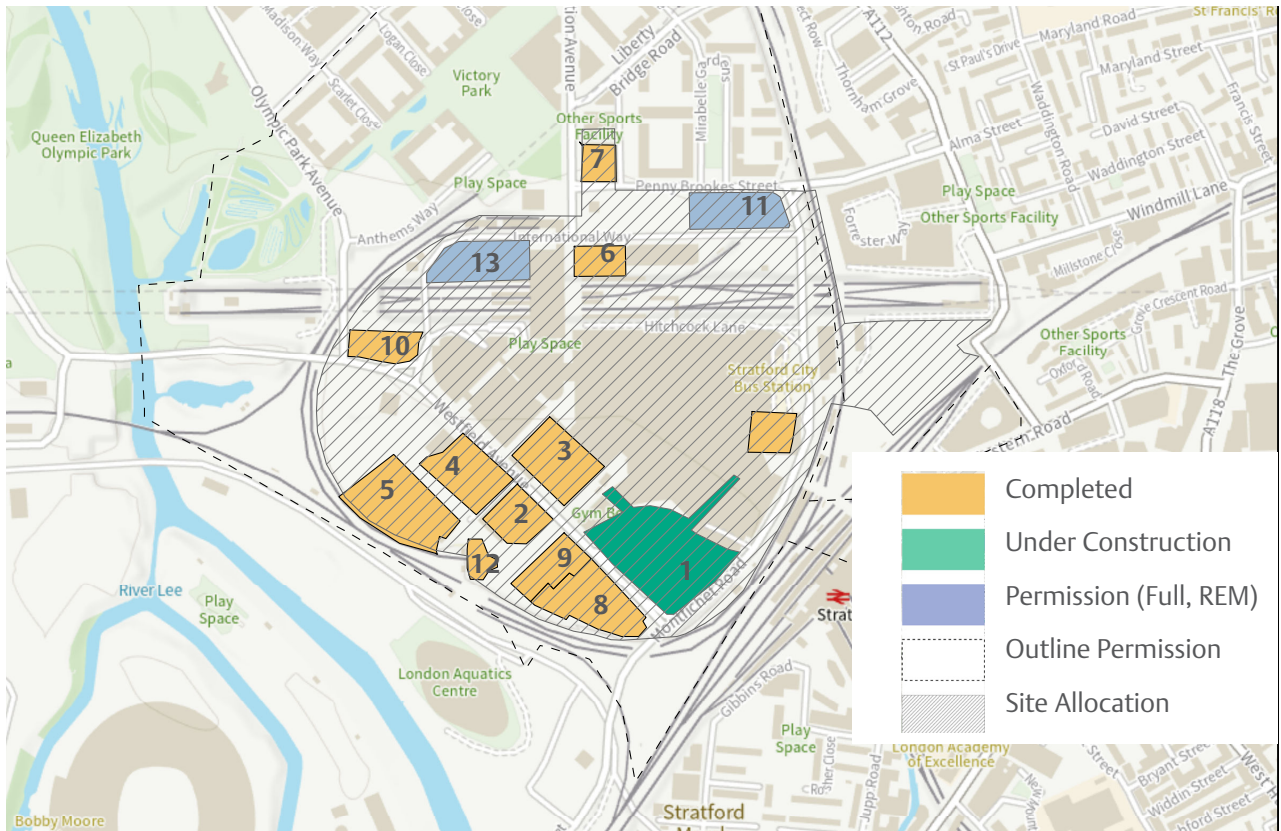 St Francis' R
Maryland Road
A112
St Paul's Drive
Maryland Street
Francis Street
Madison Way
Logan Close
Scarlet Close
Victory
Park
Liberty
Bridge Road
Mirabelle Gardens
Thornham Grove
Waddington Road
David Street
Alma Street
Waddington Street
Windmill Lane
Queen Elizabeth
Olympic Park
Olympic Park Avenue
Other Sports
Facility
7
Play Space
Penny Brookes Street
11
Play Space
Other Sports Facility
Anthems Way
International Way
6
13
Forrester Way
Millstone Close
Grove Crescent Road
The Grove
Hitchcock Lane
10
Play Space
Other Sports
Facility
Oxford Road
Stratford City
Bus Station
A118
Westfield Avenue
3
4
5
2
Gym B
9
12
1
8
Montfichet Road
River Lee
Play
Space
Strat
London Aquatics
Centre
Gibbins Road
Play
Space
London Academy
of Excellence
Jupp Road
Bryant Street
Widdin Street
Stratford
Bobby Moore
Completed
Under Construction
Permission (Full, REM)
Outline Permission
Site Allocation